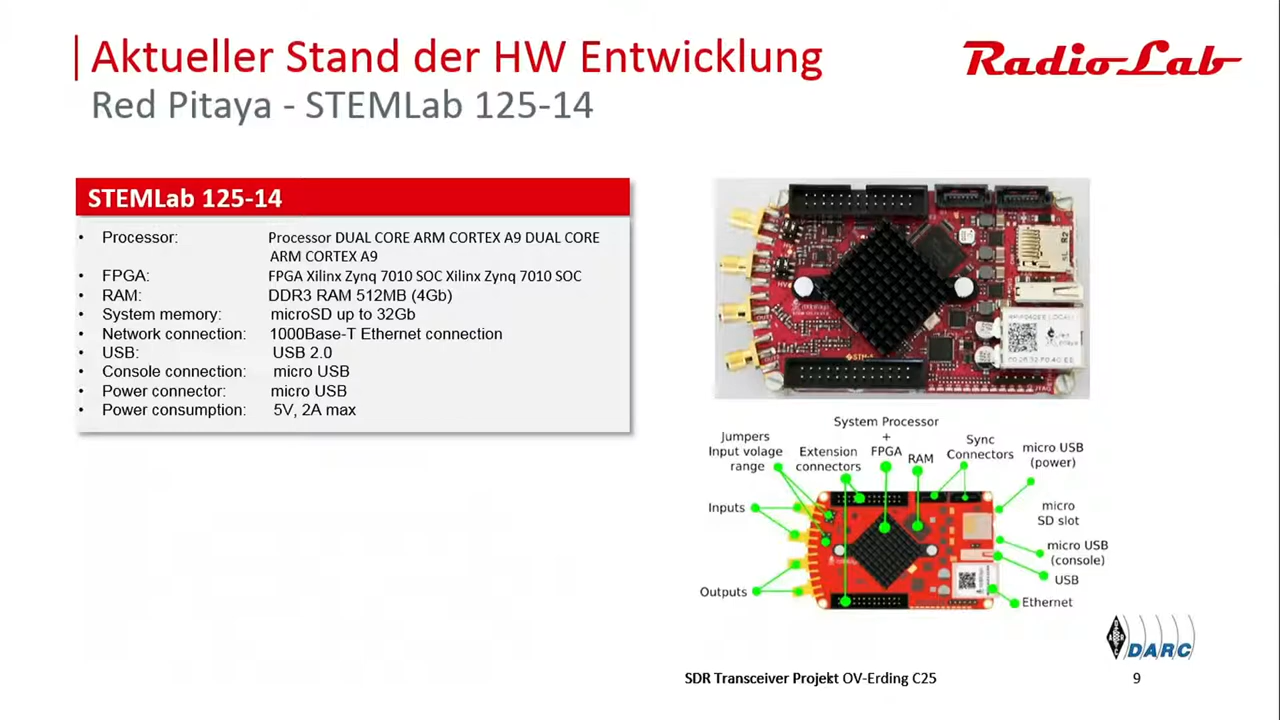 Aktueller Stand der HW Entwicklung
RadioLab
Red Pitaya - STEMLab 125-14
STEMLab 125-14
• Processor: Processor DUAL CORE ARM CORTEX A9 DUAL CORE
ARM CORTEX A9
• FPGA: FPGA Xilinx Zynq 7010 SOC Xilinx Zynq 7010 SOC
• RAM: DDR3 RAM 512MB (4Gb)
• System memory: microSD up to 32Gb
• Network connection: 1000Base-T Ethernet connection
• USB: USB 2.0
• Console connection: micro USB
• Power connector: micro USB
• Power consumption: 5V, 2A max
System Processor
+
FPGA
Jumpers
Input volage
range
Extension
connectors
RAM
Sync
Connectors
micro USB
(power)
Inputs
micro
SD slot
micro USB
(console)
USB
Outputs
Ethernet
DARC
SDR Transceiver Projekt OV-Erding C25
9